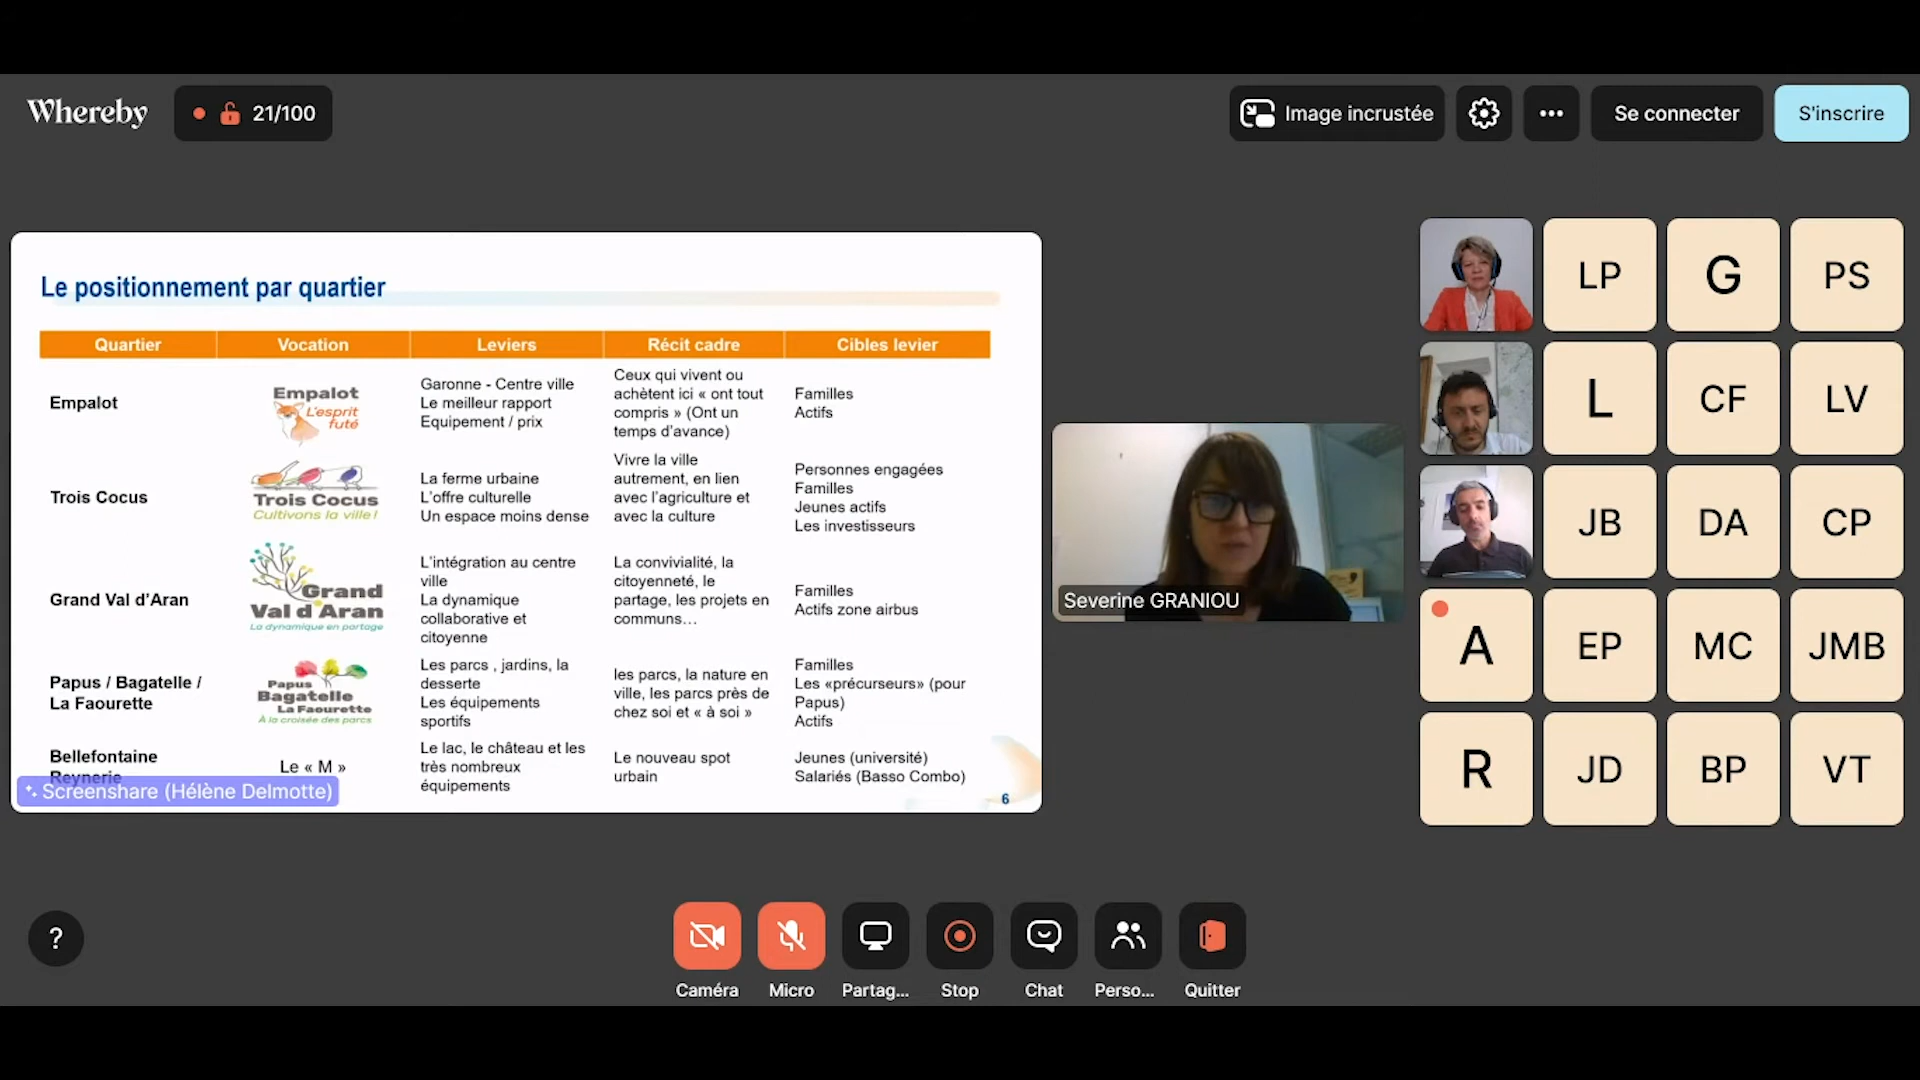 Whereby
21/100
Image incrustée
Se connecter
S'inscrire
Le positionnement par quartier
Quartier
Vocation
Leviers
Récit cadre
Cibles levier
Empalot
Empalot
L'esprit
futé
Garonne - Centre ville
Le meilleur rapport
Equipement / prix
Ceux qui vivent ou
achètent ici « ont tout
compris » (Ont un
temps d'avance)
Familles
Actifs
Trois Cocus
Trois Cocus
Cultivons la ville !
La ferme urbaine
L'offre culturelle
Un espace moins dense
Vivre la ville
autrement, en lien
avec l'agriculture et
avec la culture
Personnes engagées
Familles
Jeunes actifs
Les investisseurs
Grand Val d'Aran
Grand
Val d'Aran
La dynamique en partage
L'intégration au centre
ville
La dynamique
collaborative et
citoyenne
La convivialité, la
citoyenneté, le
partage, les projets en
communs…
Familles
Actifs zone airbus
Papus / Bagatelle /
La Faourette
Papus
Bagatelle
La Faourette
À la croisée des parcs
Les parcs , jardins, la
desserte
Les équipements
sportifs
les parcs, la nature en
ville, les parcs près de
chez soi et « à soi »
Familles
Les «précurseurs» (pour
Papus)
Actifs
Bellefontaine
Reynerie
Le « M »
Le lac, le château et les
très nombreux
équipements
Le nouveau spot
urbain
Jeunes (université)
Salariés (Basso Combo)
6
Screenshare (Hélène Delmotte)
Severine GRANIOU
LP
G
PS
L
CF
LV
JB
DA
CP
A
EP
MC
JMB
R
JD
BP
VT
?
Caméra
Micro
Partag...
Stop
Chat
Perso...
Quitter